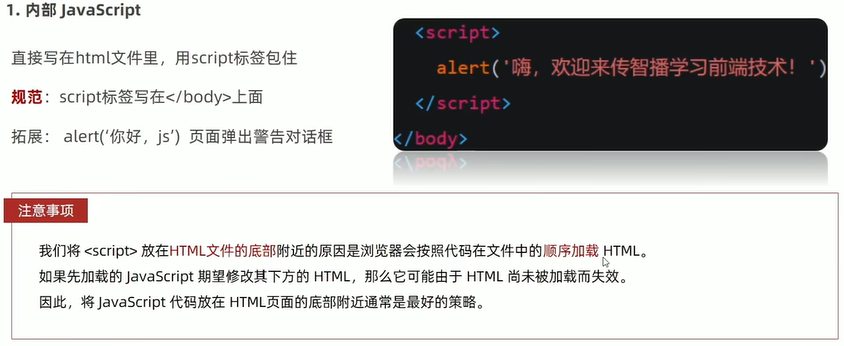 1. 内部 JavaScript
直接写在html文件里，用script标签包住
规范：script标签写在</body>上面
拓展： alert(‘你好，js’) 页面弹出警告对话框
<script>
alert('嗨，欢迎来传智播学习前端技术！')
</script>
</body>
注意事项
我们将 <script> 放在HTML文件的底部附近的原因是浏览器会按照代码在文件中的顺序加载 HTML。
如果先加载的 JavaScript 期望修改其下方的 HTML，那么它可能由于 HTML 尚未被加载而失效。
因此，将 JavaScript 代码放在 HTML页面的底部附近通常是最好的策略。